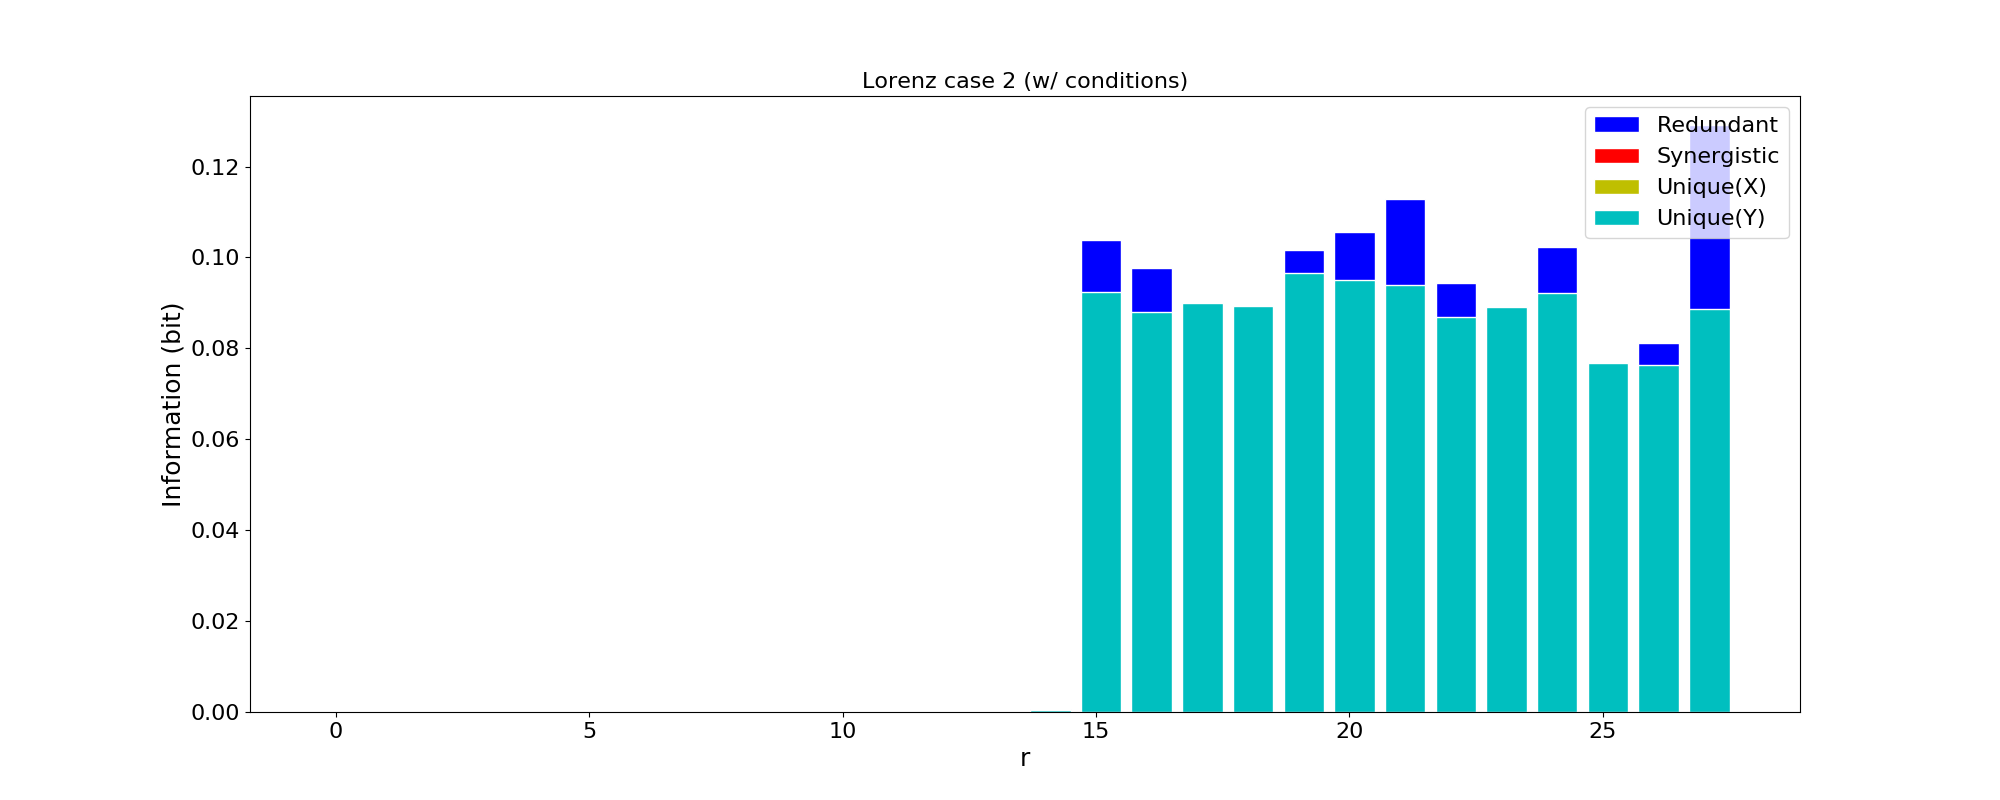 Lorenz case 2 (w/ conditions)
Redundant
Synergistic
Unique(X)
Unique(Y)
Information (bit)
0.12
0.10
0.08
0.06
0.04
0.02
0.00
0 5 10 15 20 25
r